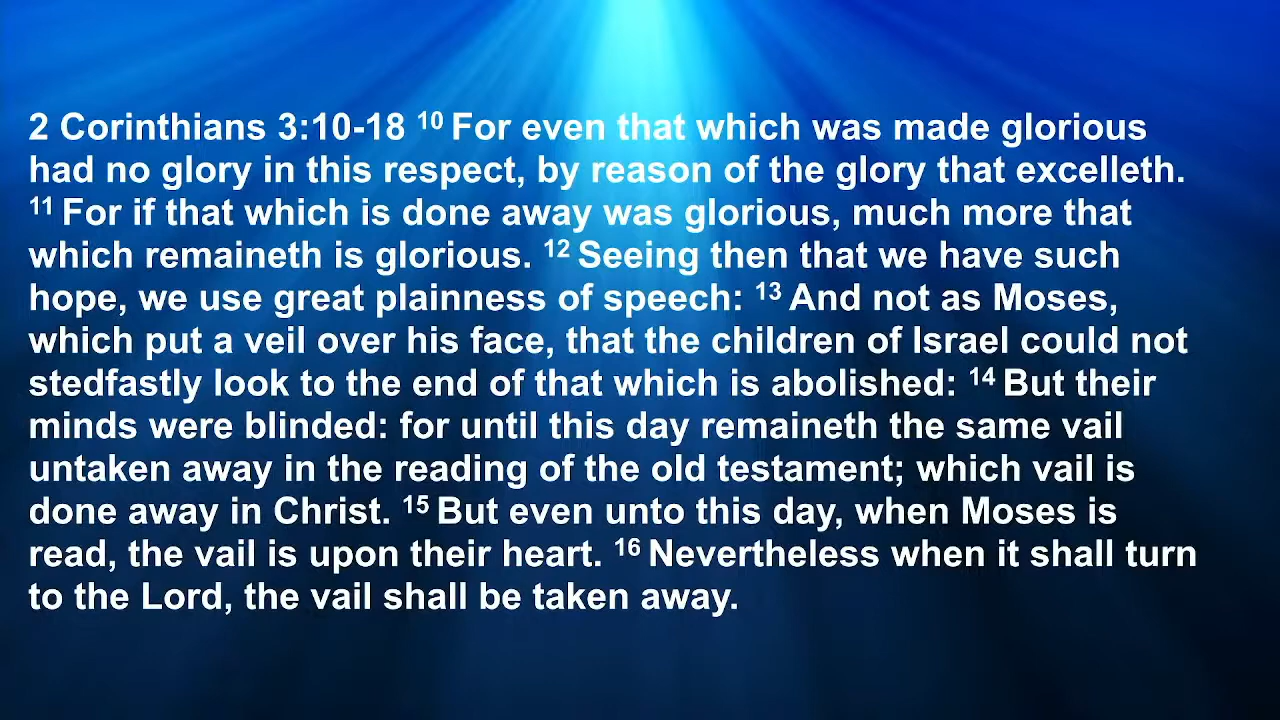 2 Corinthians 3:10-18 10 For even that which was made glorious
had no glory in this respect, by reason of the glory that excelleth.
11 For if that which is done away was glorious, much more that
which remaineth is glorious. 12 Seeing then that we have such
hope, we use great plainness of speech: 13 And not as Moses,
which put a veil over his face, that the children of Israel could not
stedfastly look to the end of that which is abolished: 14 But their
minds were blinded: for until this day remaineth the same vail
untaken away in the reading of the old testament; which vail is
done away in Christ. 15 But even unto this day, when Moses is
read, the vail is upon their heart. 16 Nevertheless when it shall turn
to the Lord, the vail shall be taken away.